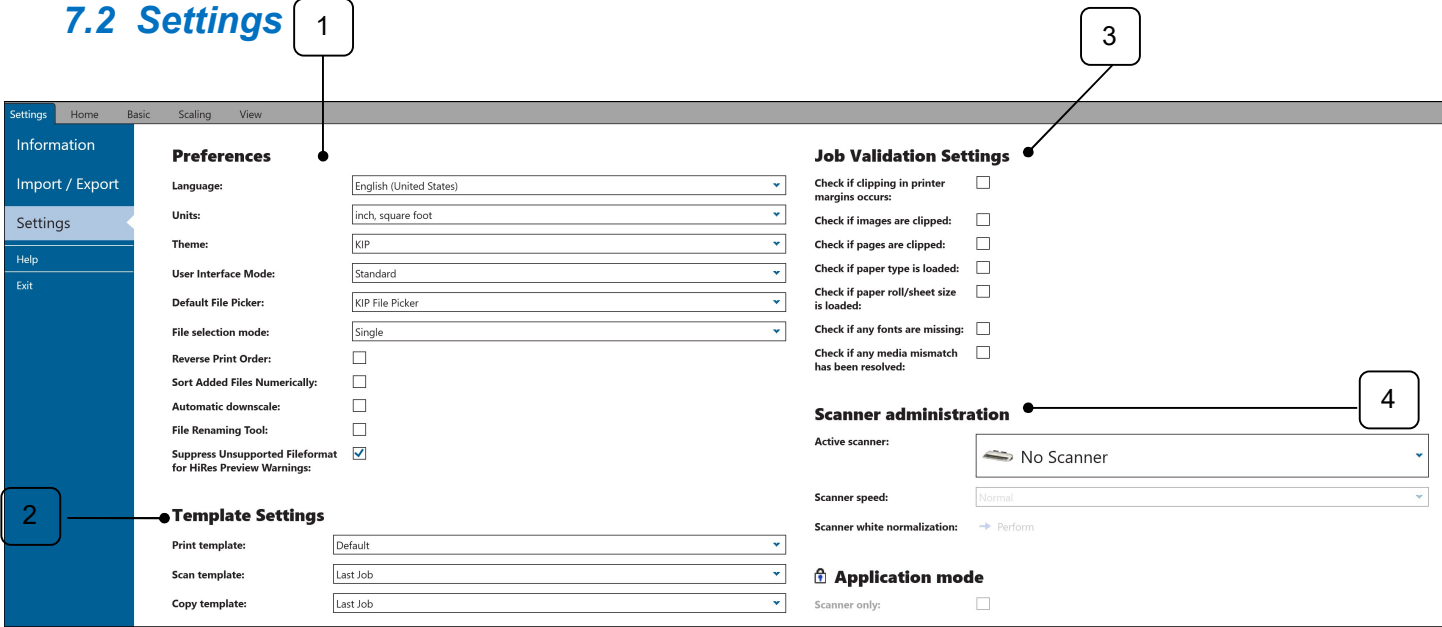 7.2 Settings
1
3
Settings Home Basic Scaling View
Information
Import / Export
Settings
Help
Exit
Preferences
Language: English (United States)
Units: inch, square foot
Theme: KIP
User Interface Mode: Standard
Default File Picker: KIP File Picker
File selection mode: Single
Reverse Print Order:
Sort Added Files Numerically:
Automatic downscale:
File Renaming Tool:
Suppress Unsupported Fileformat
for HiRes Preview Warnings:
2
Template Settings
Print template: Default
Scan template: Last Job
Copy template: Last Job
Job Validation Settings
Check if clipping in printer
margins occurs:
Check if images are clipped:
Check if pages are clipped:
Check if paper type is loaded:
Check if paper roll/sheet size
is loaded:
Check if any fonts are missing:
Check if any media mismatch
has been resolved:
4
Scanner administration
Active scanner: No Scanner
Scanner speed: Normal
Scanner white normalization: Perform
Application mode
Scanner only: